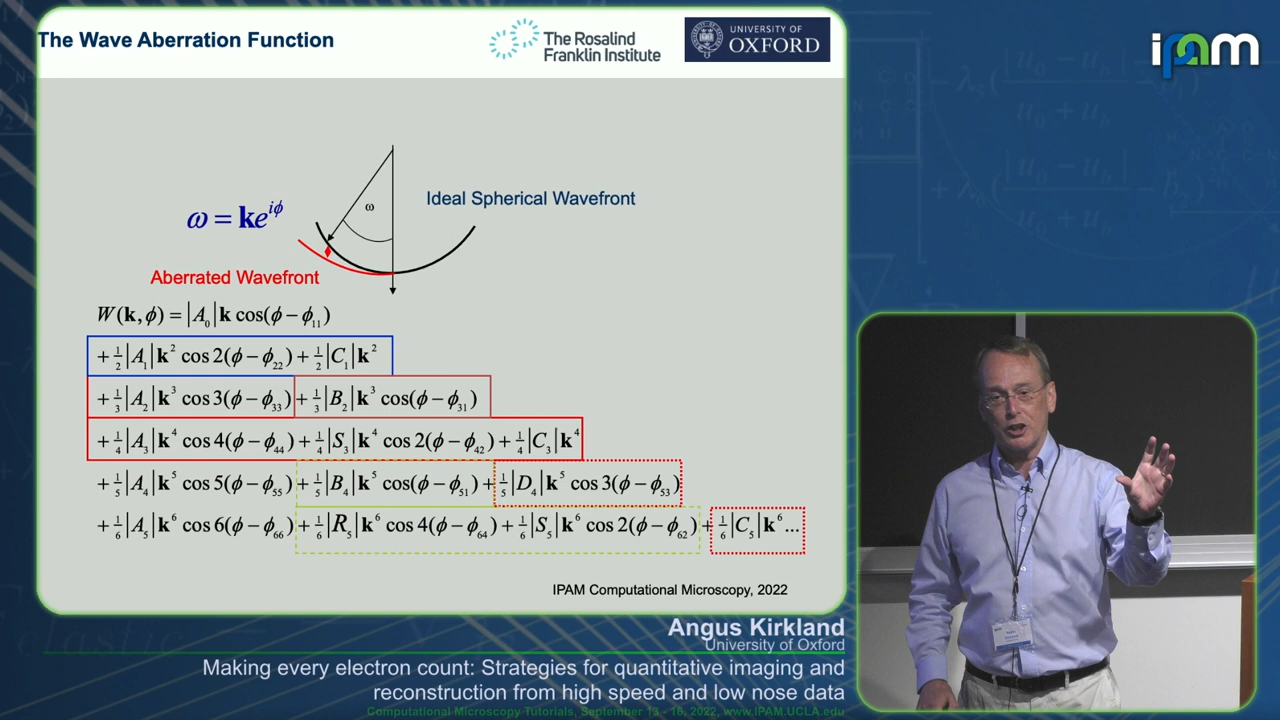 The Wave Aberration Function
The Rosalind
Franklin Institute
UNIVERSITY OF
OXFORD
ipam
ω = ke^{iϕ}
ω
Ideal Spherical Wavefront
Aberrated Wavefront
W(k,ϕ) = |A₀|k cos(ϕ−ϕ₁₁)
+½|A₁|k² cos 2(ϕ−ϕ₂₂)+½|C₁|k²
+⅓|A₂|k³ cos 3(ϕ−ϕ₃₃)+⅓|B₂|k³ cos(ϕ−ϕ₃₁)
+¼|A₃|k⁴ cos 4(ϕ−ϕ₄₄)+¼|S₃|k⁴ cos 2(ϕ−ϕ₄₂)+¼|C₃|k⁴
+⅕|A₄|k⁵ cos 5(ϕ−ϕ₅₅)+⅕|B₄|k⁵ cos(ϕ−ϕ₅₁)+⅕|D₄|k⁵ cos 3(ϕ−ϕ₅₃)
+⅙|A₅|k⁶ cos 6(ϕ−ϕ₆₆)+⅙|R₅|k⁶ cos 4(ϕ−ϕ₆₄)+⅙|S₅|k⁶ cos 2(ϕ−ϕ₆₂)+⅙|C₅|k⁶...
IPAM Computational Microscopy, 2022
Angus Kirkland
University of Oxford
Making every electron count: Strategies for quantitative imaging and
reconstruction from high speed and low nose data
Computational Microscopy Tutorials, September 13 - 16, 2022, www.IPAM.UCLA.edu